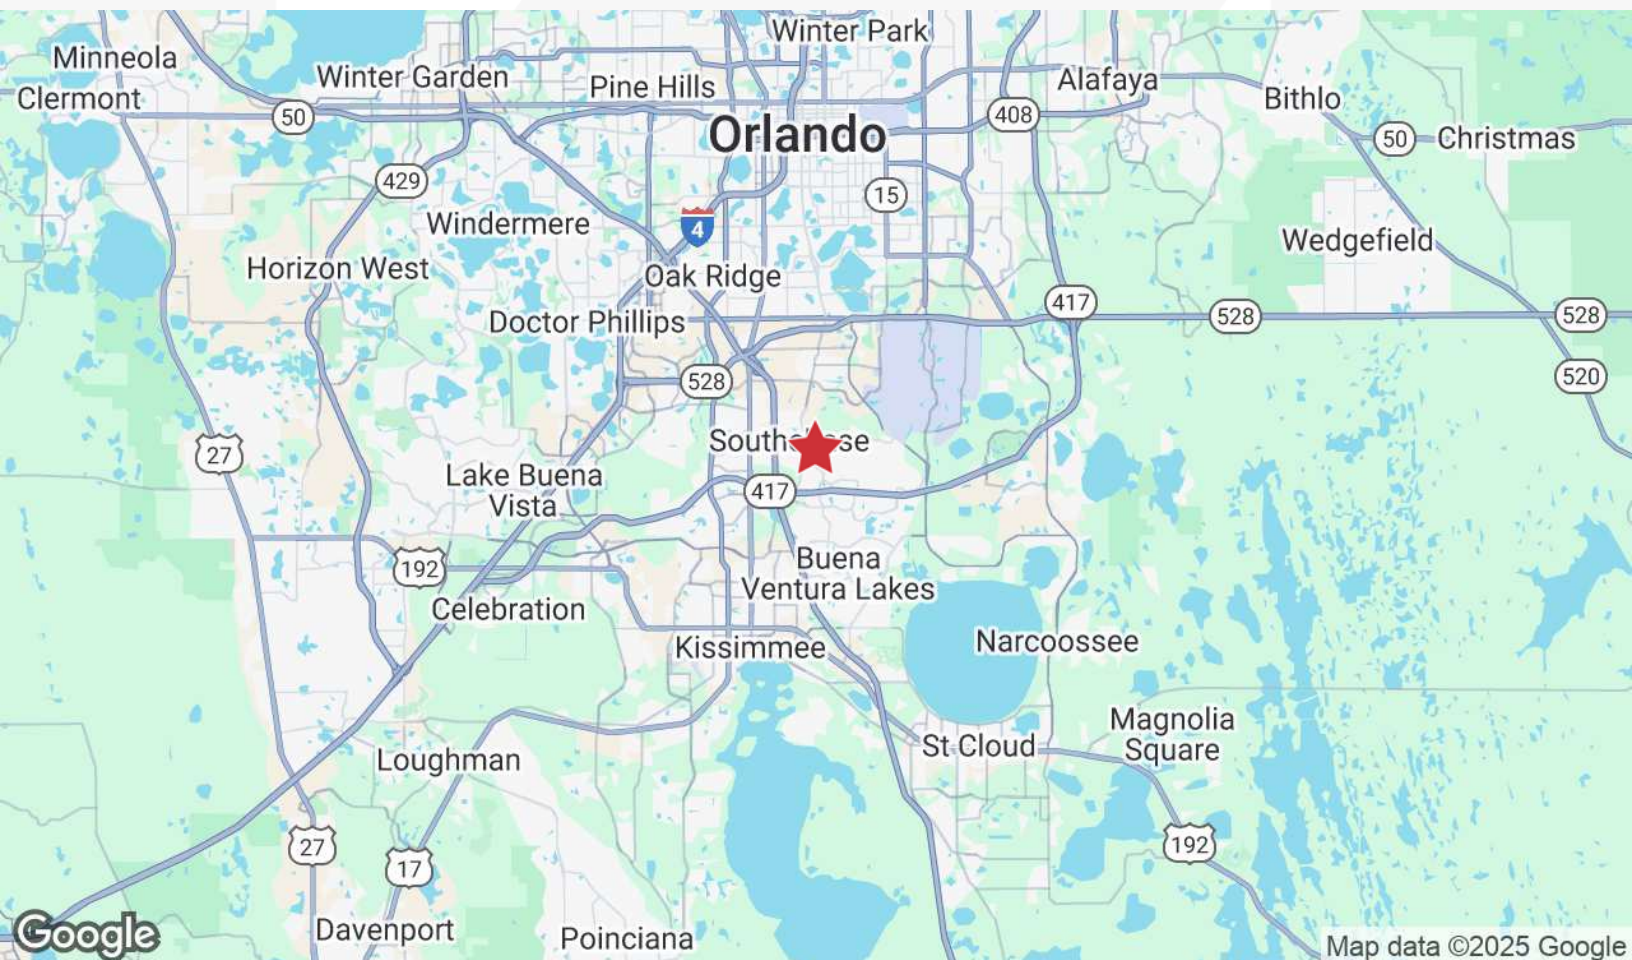 Winter Park
Minneola
Winter Garden
Pine Hills
Alafaya
Clermont
Bithlo
50
408
Orlando
50
Christmas
429
15
Windermere
4
Wedgefield
Horizon West
Oak Ridge
417
Doctor Phillips
528
528
528
520
27
Lake Buena
Vista
417
192
Buena
Ventura Lakes
Celebration
Kissimmee
Narcoossee
Magnolia
Square
St Cloud
Loughman
27
17
192
Davenport
Poinciana
Google
Map data ©2025 Google